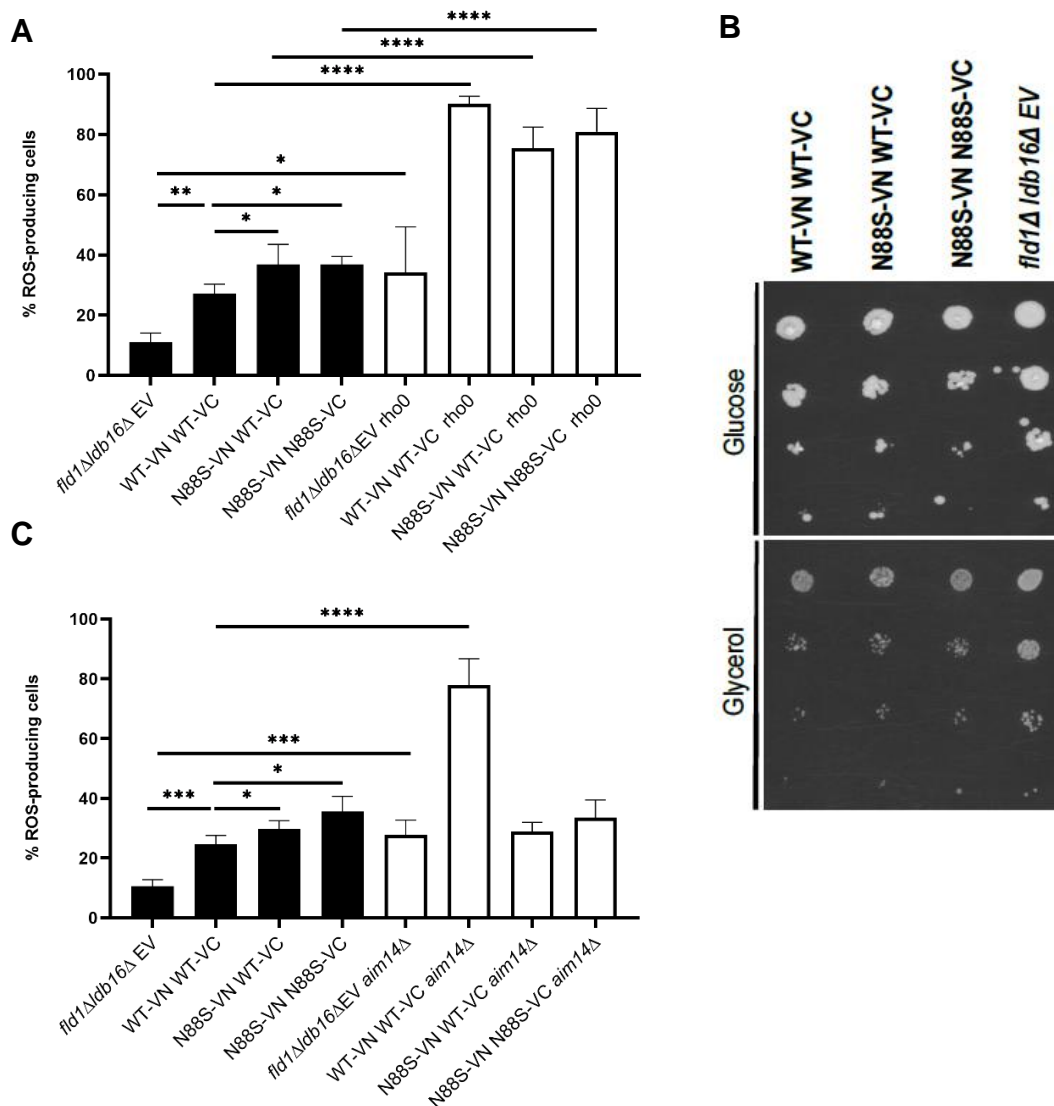 A
****
****
****
*
** *
*
% ROS-producing cells
100
80
60
40
20
0
fld1Δldb16Δ EV
WT-VN WT-VC
N88S-VN WT-VC
N88S-VN N88S-VC
fld1Δldb16ΔEV rho0
WT-VN WT-VC rho0
N88S-VN WT-VC rho0
N88S-VN N88S-VC rho0
B
WT-VN WT-VC
N88S-VN WT-VC
N88S-VN N88S-VC
fld1Δ ldb16Δ EV
Glucose
Glycerol
C
****
***
*
*** *
% ROS-producing cells
100
80
60
40
20
0
fld1Δldb16Δ EV
WT-VN WT-VC
N88S-VN WT-VC
N88S-VN N88S-VC
fld1Δldb16ΔEV aim14Δ
WT-VN WT-VC aim14Δ
N88S-VN WT-VC aim14Δ
N88S-VN N88S-VC aim14Δ